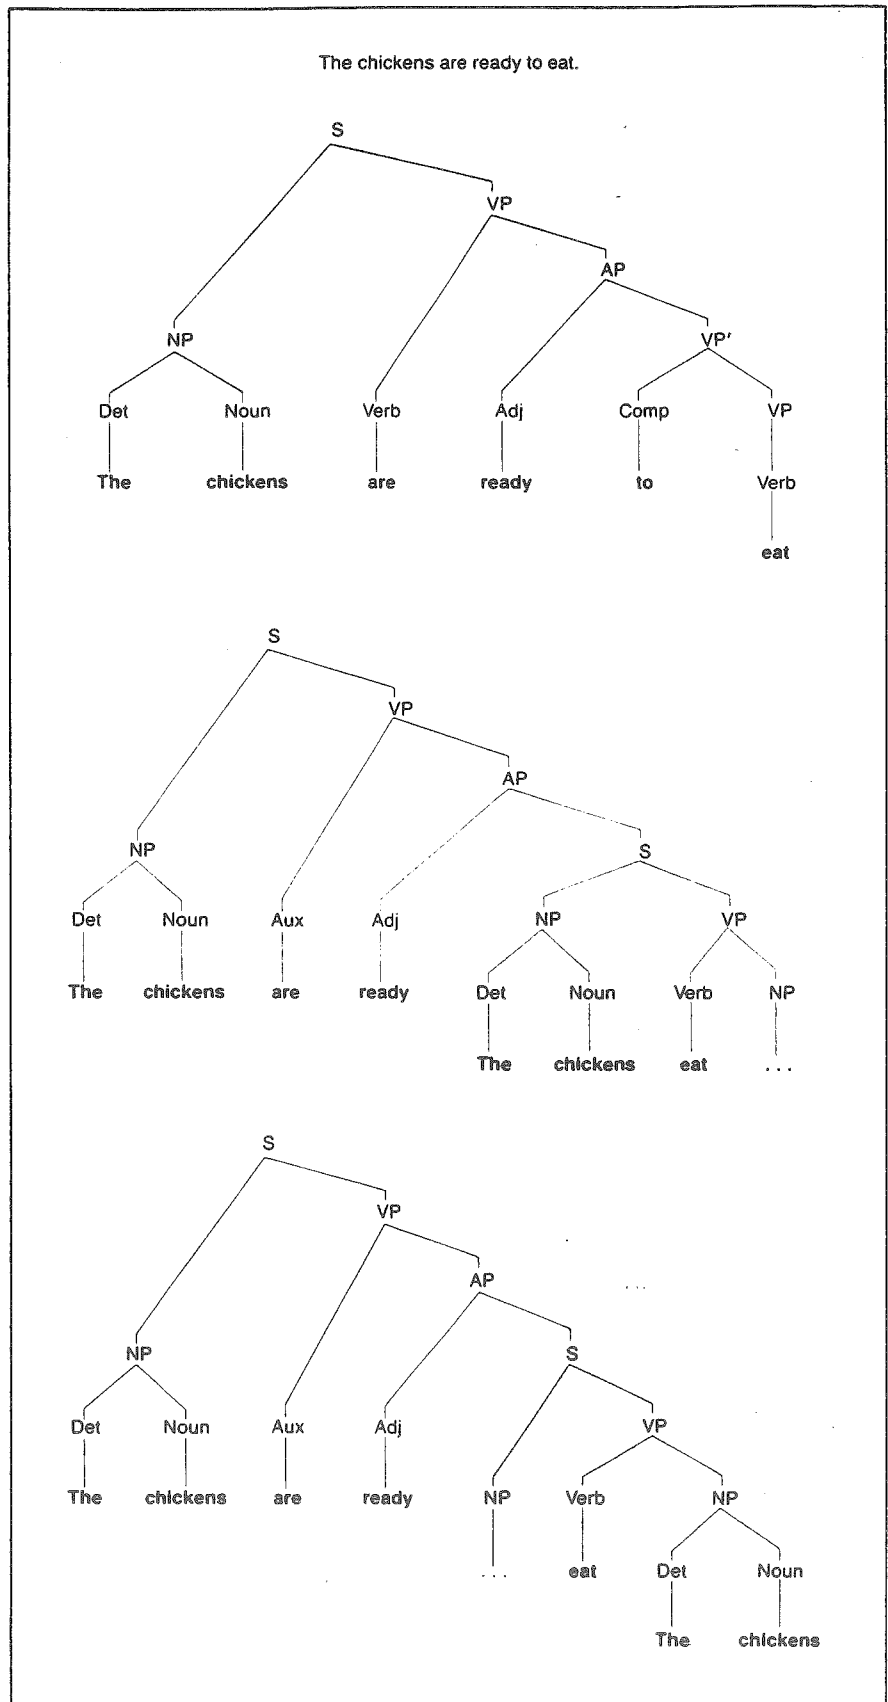 The chickens are ready to eat.
S
VP
AP
NP VP′
Det Noun Verb Adj Comp VP
The chickens are ready to Verb
eat
S
VP
AP
NP S
Det Noun Aux Adj NP VP
The chickens are ready Det Noun Verb NP
The chickens eat ...
S
VP
AP ...
NP S
Det Noun Aux Adj VP
The chickens are ready NP Verb NP
... eat Det Noun
The chickens